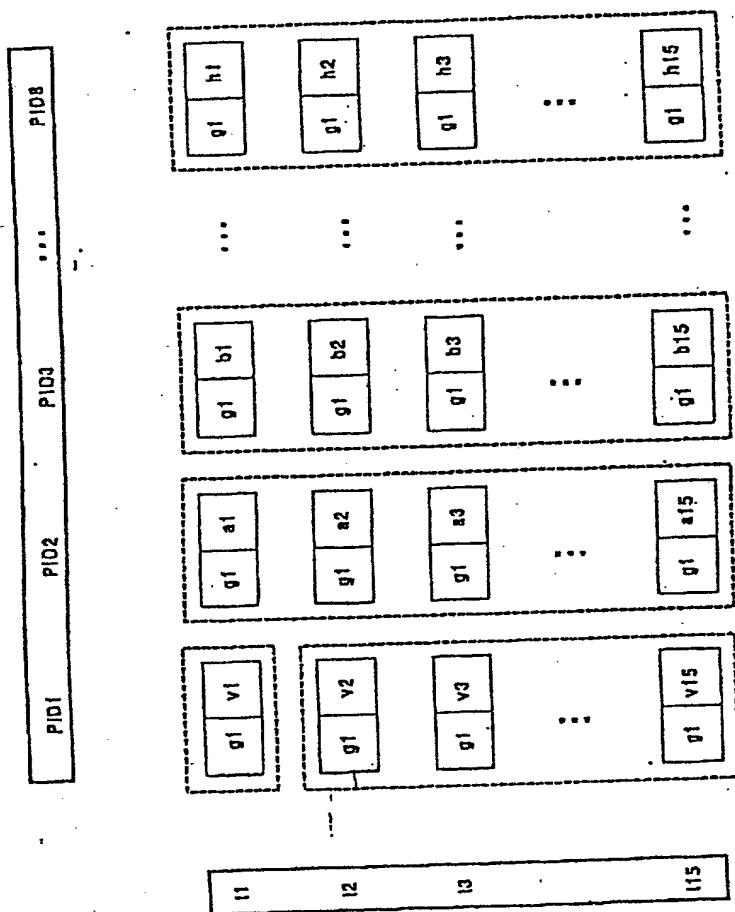 PID1 PID2 PID3 ... PID8
t1 g1 v1 g1 a1 g1 b1 ... g1 h1
t2 g1 v2 g1 a2 g1 b2 ... g1 h2
t3 g1 v3 g1 a3 g1 b3 ... g1 h3
... ... ... ...
t15 g1 v15 g1 a15 g1 b15 ... g1 h15